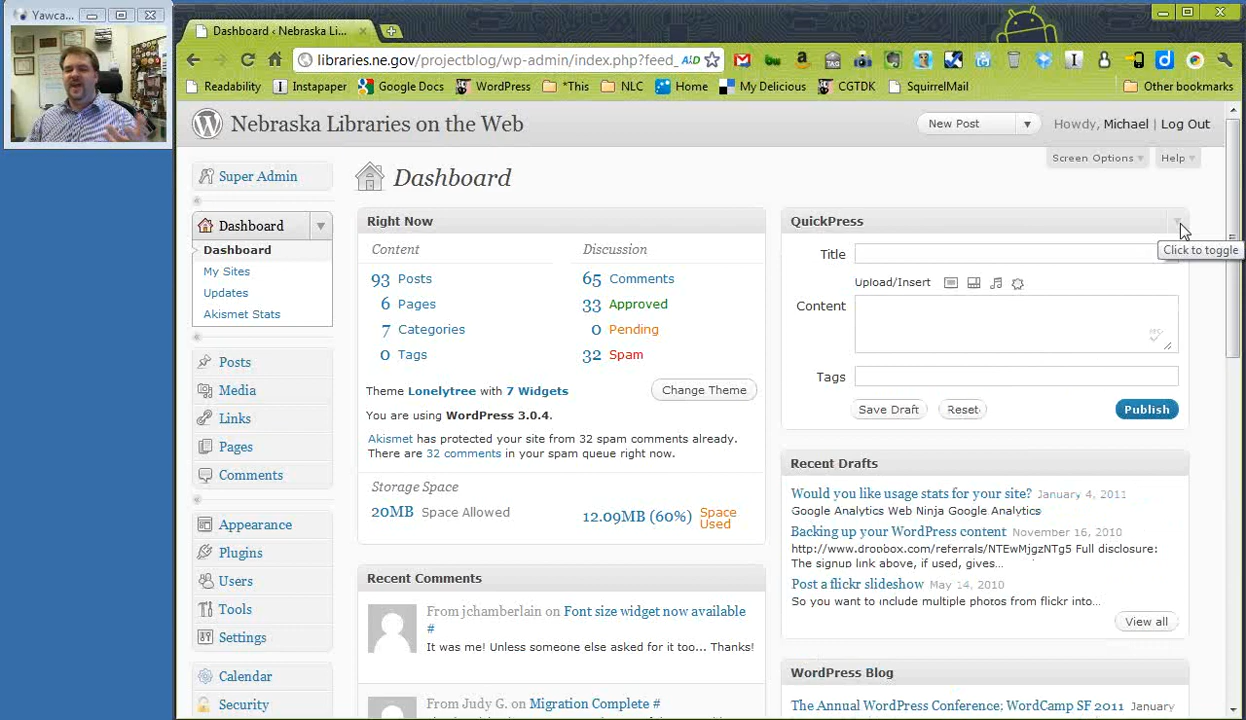 Yawca...
Dashboard ‹ Nebraska Li...
libraries.ne.gov/projectblog/wp-admin/index.php?feed_
Readability Instapaper Google Docs WordPress *This NLC Home My Delicious CGTDK SquirrelMail Other bookmarks
Nebraska Libraries on the Web
New Post
Howdy, Michael | Log Out
Screen Options
Help
Super Admin
Dashboard
Dashboard
My Sites
Updates
Akismet Stats
Posts
Media
Links
Pages
Comments
Appearance
Plugins
Users
Tools
Settings
Calendar
Security
Dashboard
Right Now
Content
Discussion
93 Posts
65 Comments
6 Pages
33 Approved
7 Categories
0 Pending
0 Tags
32 Spam
Theme Lonelytree with 7 Widgets
Change Theme
You are using WordPress 3.0.4.
Akismet has protected your site from 32 spam comments already.
There are 32 comments in your spam queue right now.
Storage Space
20MB Space Allowed
12.09MB (60%) Space Used
Recent Comments
From jchamberlain on Font size widget now available
#
It was me! Unless someone else asked for it too... Thanks!
From Judy G. on Migration Complete #
QuickPress
Click to toggle
Title
Upload/Insert
Content
Tags
Save Draft
Reset
Publish
Recent Drafts
Would you like usage stats for your site? January 4, 2011
Google Analytics Web Ninja Google Analytics
Backing up your WordPress content November 16, 2010
http://www.dropbox.com/referrals/NTEwMjgzNTg5 Full disclosure:
The signup link above, if used, gives...
Post a flickr slideshow May 14, 2010
So you want to include multiple photos from flickr into...
View all
WordPress Blog
The Annual WordPress Conference: WordCamp SF 2011 January